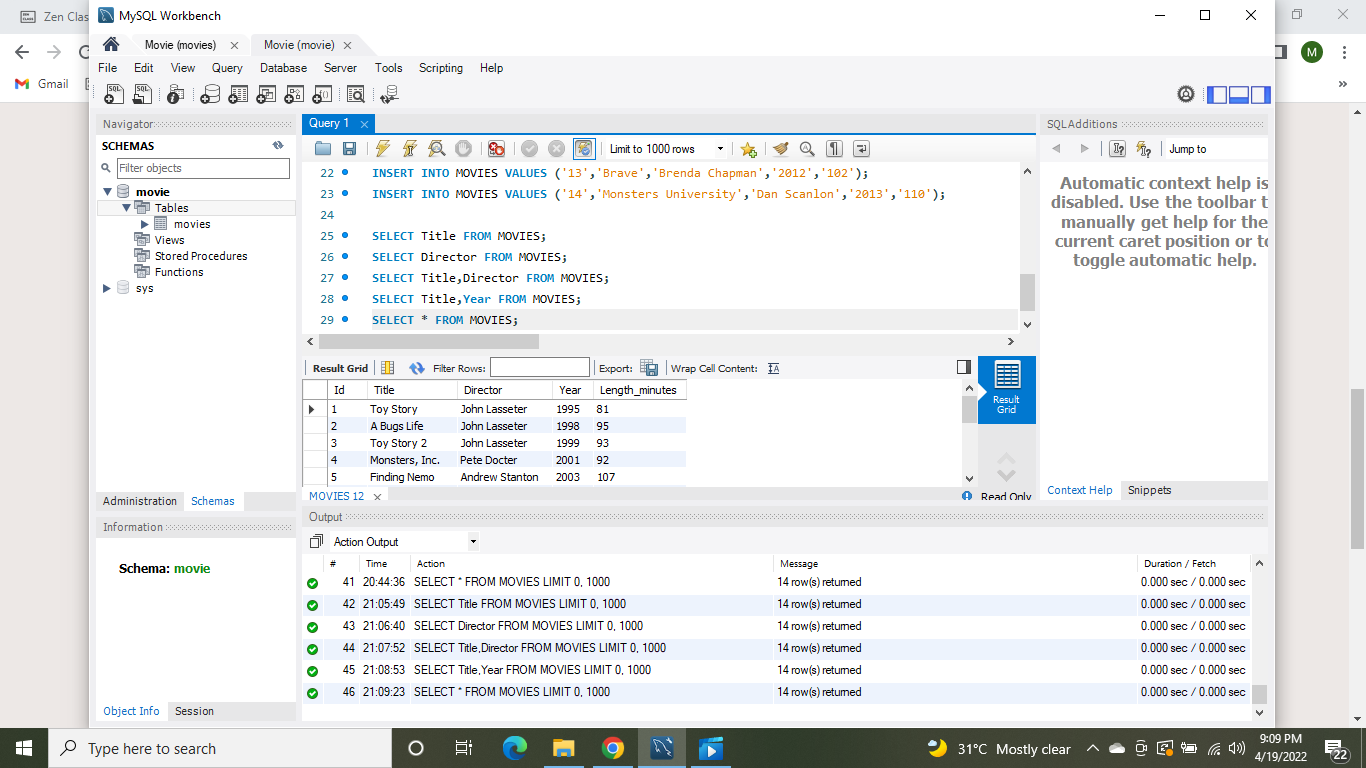 Zen Clas
MySQL Workbench
Movie (movies)
Movie (movie)
M
File Edit View Query Database Server Tools Scripting Help
Gmail
Navigator
SCHEMAS
Filter objects
movie
Tables
movies
Views
Stored Procedures
Functions
sys
Administration Schemas
Information
Schema: movie
Object Info Session
Query 1
Limit to 1000 rows
22 INSERT INTO MOVIES VALUES ('13','Brave','Brenda Chapman','2012','102');
23 INSERT INTO MOVIES VALUES ('14','Monsters University','Dan Scanlon','2013','110');
24
25 SELECT Title FROM MOVIES;
26 SELECT Director FROM MOVIES;
27 SELECT Title,Director FROM MOVIES;
28 SELECT Title,Year FROM MOVIES;
29 SELECT * FROM MOVIES;
Result Grid Filter Rows: Export: Wrap Cell Content:
Id Title Director Year Length_minutes
1 Toy Story John Lasseter 1995 81
2 A Bugs Life John Lasseter 1998 95
3 Toy Story 2 John Lasseter 1999 93
4 Monsters, Inc. Pete Docter 2001 92
5 Finding Nemo Andrew Stanton 2003 107
Result
Grid
MOVIES 12
Read Only
SQLAdditions
Jump to
Automatic context help is
disabled. Use the toolbar t
manually get help for the
current caret position or to
toggle automatic help.
Context Help Snippets
Output
Action Output
# Time Action Message Duration / Fetch
41 20:44:36 SELECT * FROM MOVIES LIMIT 0, 1000 14 row(s) returned 0.000 sec / 0.000 sec
42 21:05:49 SELECT Title FROM MOVIES LIMIT 0, 1000 14 row(s) returned 0.000 sec / 0.000 sec
43 21:06:40 SELECT Director FROM MOVIES LIMIT 0, 1000 14 row(s) returned 0.000 sec / 0.000 sec
44 21:07:52 SELECT Title,Director FROM MOVIES LIMIT 0, 1000 14 row(s) returned 0.000 sec / 0.000 sec
45 21:08:53 SELECT Title,Year FROM MOVIES LIMIT 0, 1000 14 row(s) returned 0.000 sec / 0.000 sec
46 21:09:23 SELECT * FROM MOVIES LIMIT 0, 1000 14 row(s) returned 0.000 sec / 0.000 sec
Type here to search
31°C Mostly clear
9:09 PM
4/19/2022
22